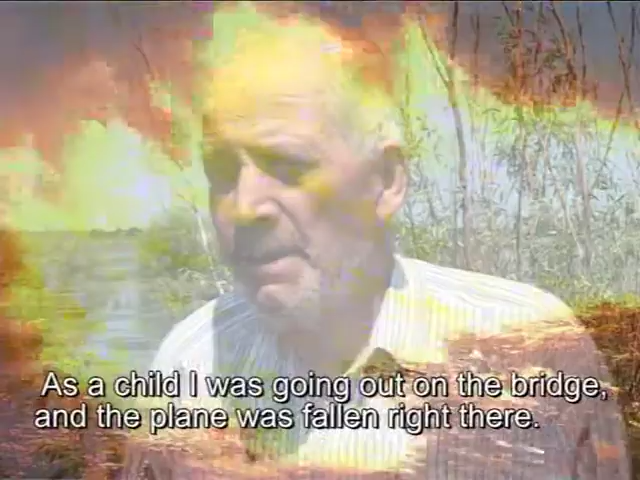 As a child I was going out on the bridge,
and the plane was fallen right there.